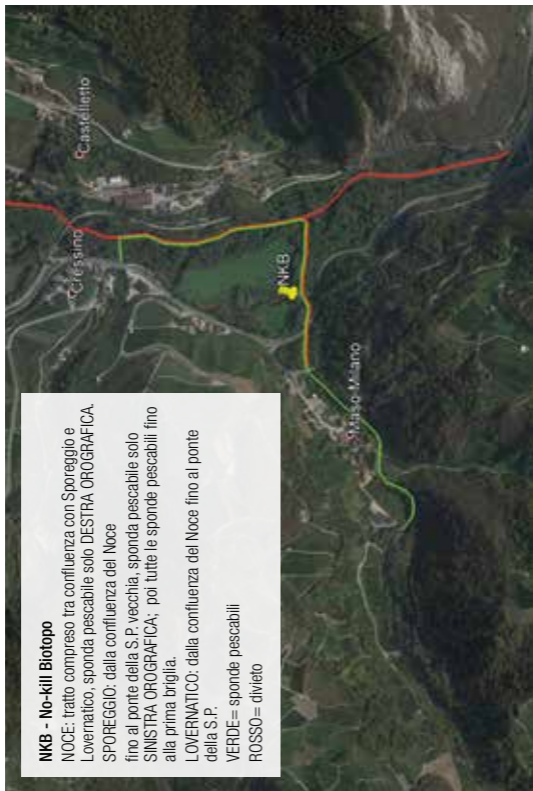 NKB - No-kill Biotopo
NOCE: tratto compreso tra confluenza con Sporeggio e
Lovernatico, sponda pescabile solo DESTRA OROGRAFICA.
SPOREGGIO: dalla confluenza del Noce
fino al ponte della S.P. vecchia, sponda pescabile solo
SINISTRA OROGRAFICA; poi tutte le sponde pescabili fino
alla prima briglia.
LOVERNATICO: dalla confluenza del Noce fino al ponte
della S.P.
VERDE= sponde pescabili
ROSSO= divieto
Cressino
Castelletto
NKB
Maso Milano